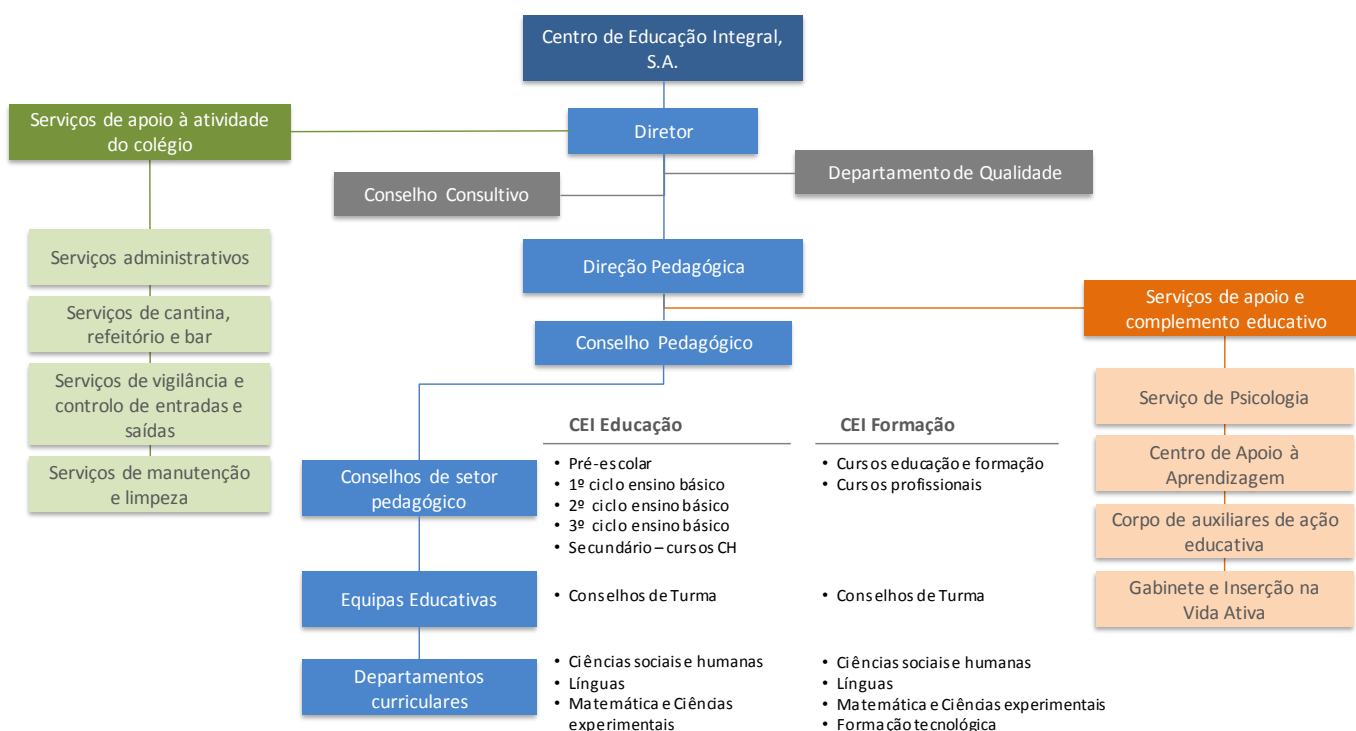 Centro de Educação Integral,
S.A.
Serviços de apoio à atividade
do colégio
Diretor
Departamento de Qualidade
Conselho Consultivo
Serviços administrativos
Direção Pedagógica
Serviços de cantina,
refeitório e bar
Serviços de apoio e
complemento educativo
Conselho Pedagógico
Serviços de vigilância e
controlo de entradas e
saídas
Serviço de Psicologia
CEI Educação
CEI Formação
Serviços de manutenção
e limpeza
Conselhos de setor
pedagógico
• Pré-escolar
• 1º ciclo ensino básico
• 2º ciclo ensino básico
• 3º ciclo ensino básico
• Secundário – cursos CH
• Cursos educação e formação
• Cursos profissionais
Centro de Apoio à
Aprendizagem
Corpo de auxiliares de ação
educativa
Equipas Educativas
• Conselhos de Turma
• Conselhos de Turma
Gabinete e Inserção na
Vida Ativa
Departamentos
curriculares
• Ciências sociais e humanas
• Línguas
• Matemática e Ciências
experimentais
• Ciências sociais e humanas
• Línguas
• Matemática e Ciências experimentais
• Formação tecnológica